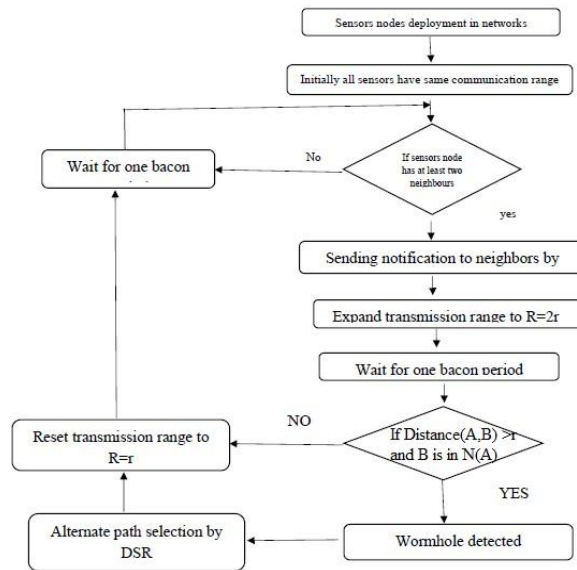 Sensors nodes deployment in networks
Initially all sensors have same communication range
Wait for one bacon
No
If
sensors node
has at least two
neighbours
yes
Sending notification to neighbors by
Expand transmission range to R=2r
Wait for one bacon period
Reset transmission range to
R=r
NO
If Distance(A,B) >r
and B is in N(A)
YES
Alternate path selection by
DSR
Wormhole detected